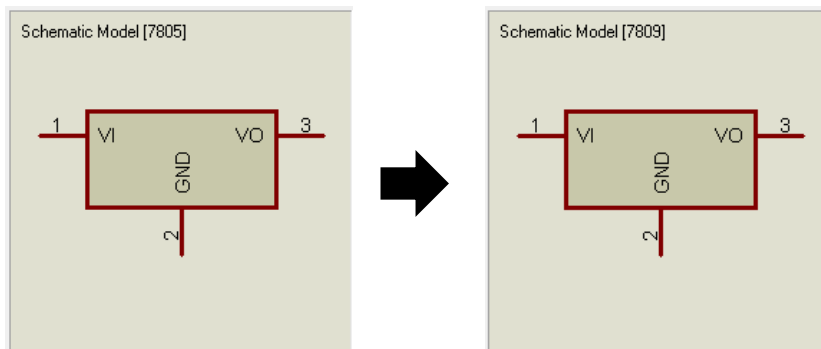 Schematic Model [7805]
1
VI
VO
3
GND
2
Schematic Model [7809]
1
VI
VO
3
GND
2